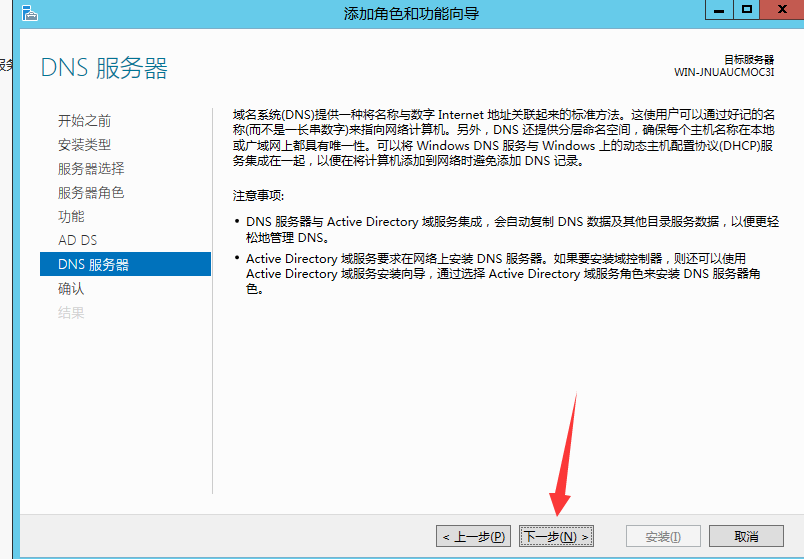 添加角色和功能向导
服务
DNS 服务器
目标服务器
WIN-JNUAUCMOC3I
开始之前
安装类型
服务器选择
服务器角色
功能
AD DS
DNS 服务器
确认
结果
域名系统(DNS)提供一种将名称与数字 Internet 地址关联起来的标准方法。这使用户可以通过好记的名
称(而不是一长串数字)来指向网络计算机。另外，DNS 还提供分层命名空间，确保每个主机名称在本地
或广域网上都具有唯一性。可以将 Windows DNS 服务与 Windows 上的动态主机配置协议(DHCP)服
务集成在一起，以便在将计算机添加到网络时避免添加 DNS 记录。
注意事项:
• DNS 服务器与 Active Directory 域服务集成，会自动复制 DNS 数据及其他目录服务数据，以便更轻
松地管理 DNS。
• Active Directory 域服务要求在网络上安装 DNS 服务器。如果要安装域控制器，则还可以使用
Active Directory 域服务安装向导，通过选择 Active Directory 域服务角色来安装 DNS 服务器角
色。
< 上一步(P)
下一步(N) >
安装(I)
取消